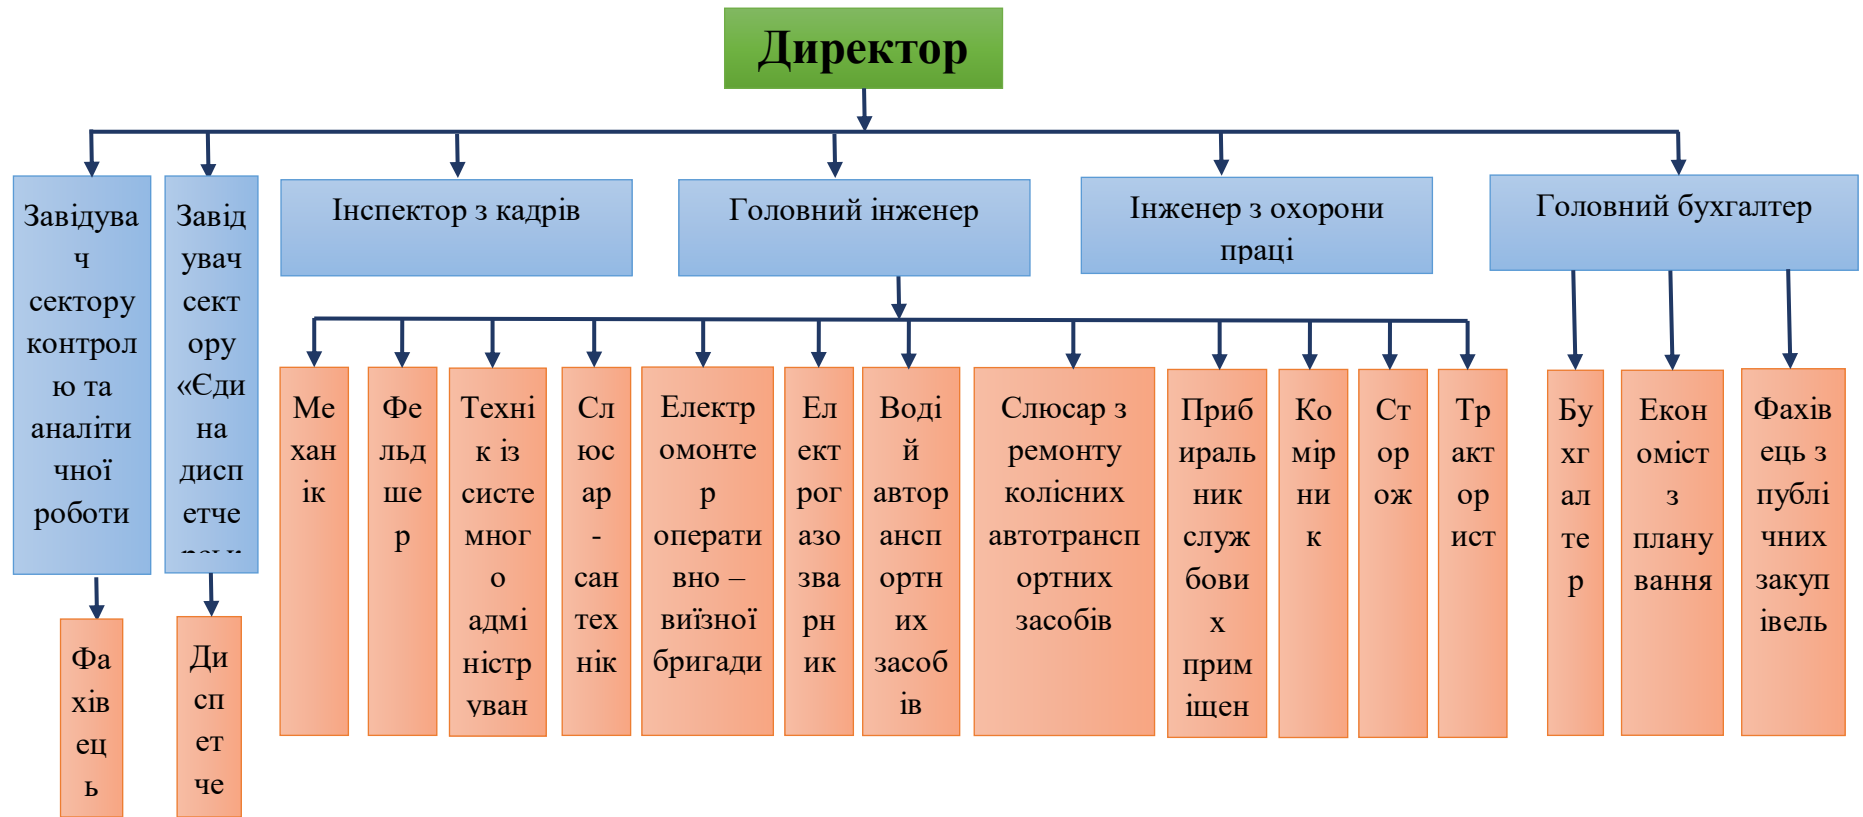 Директор
Завідува
ч
сектору
контрол
ю та
аналіти
чної
роботи
Завід
увач
сект
ору
«Єди
на
дисп
етче
Інспектор з кадрів
Головний інженер
Інженер з охорони
праці
Головний бухгалтер
Фа
хів
ец
ь
Ди
сп
ет
че
Ме
хан
ік
Фе
льд
ше
р
Техні
к із
систе
мног
о
адмі
ністр
уван
Сл
юс
ар
-
сан
тех
нік
Електр
омонте
р
операти
вно –
виїзної
бригади
Ел
ект
рог
азо
зва
рн
ик
Воді
й
автотр
ансп
ортн
их
засоб
ів
Слюсар з
ремонту
колісних
автотрансп
ортних
засобів
Приб
ираль
ник
служ
бови
х
прим
іщен
Ко
мір
ни
к
Ст
ор
ож
Тр
акт
ор
ист
Бу
хг
ал
те
р
Екон
оміст
з
плану
вання
Фахів
ець з
публі
чних
закуп
івель